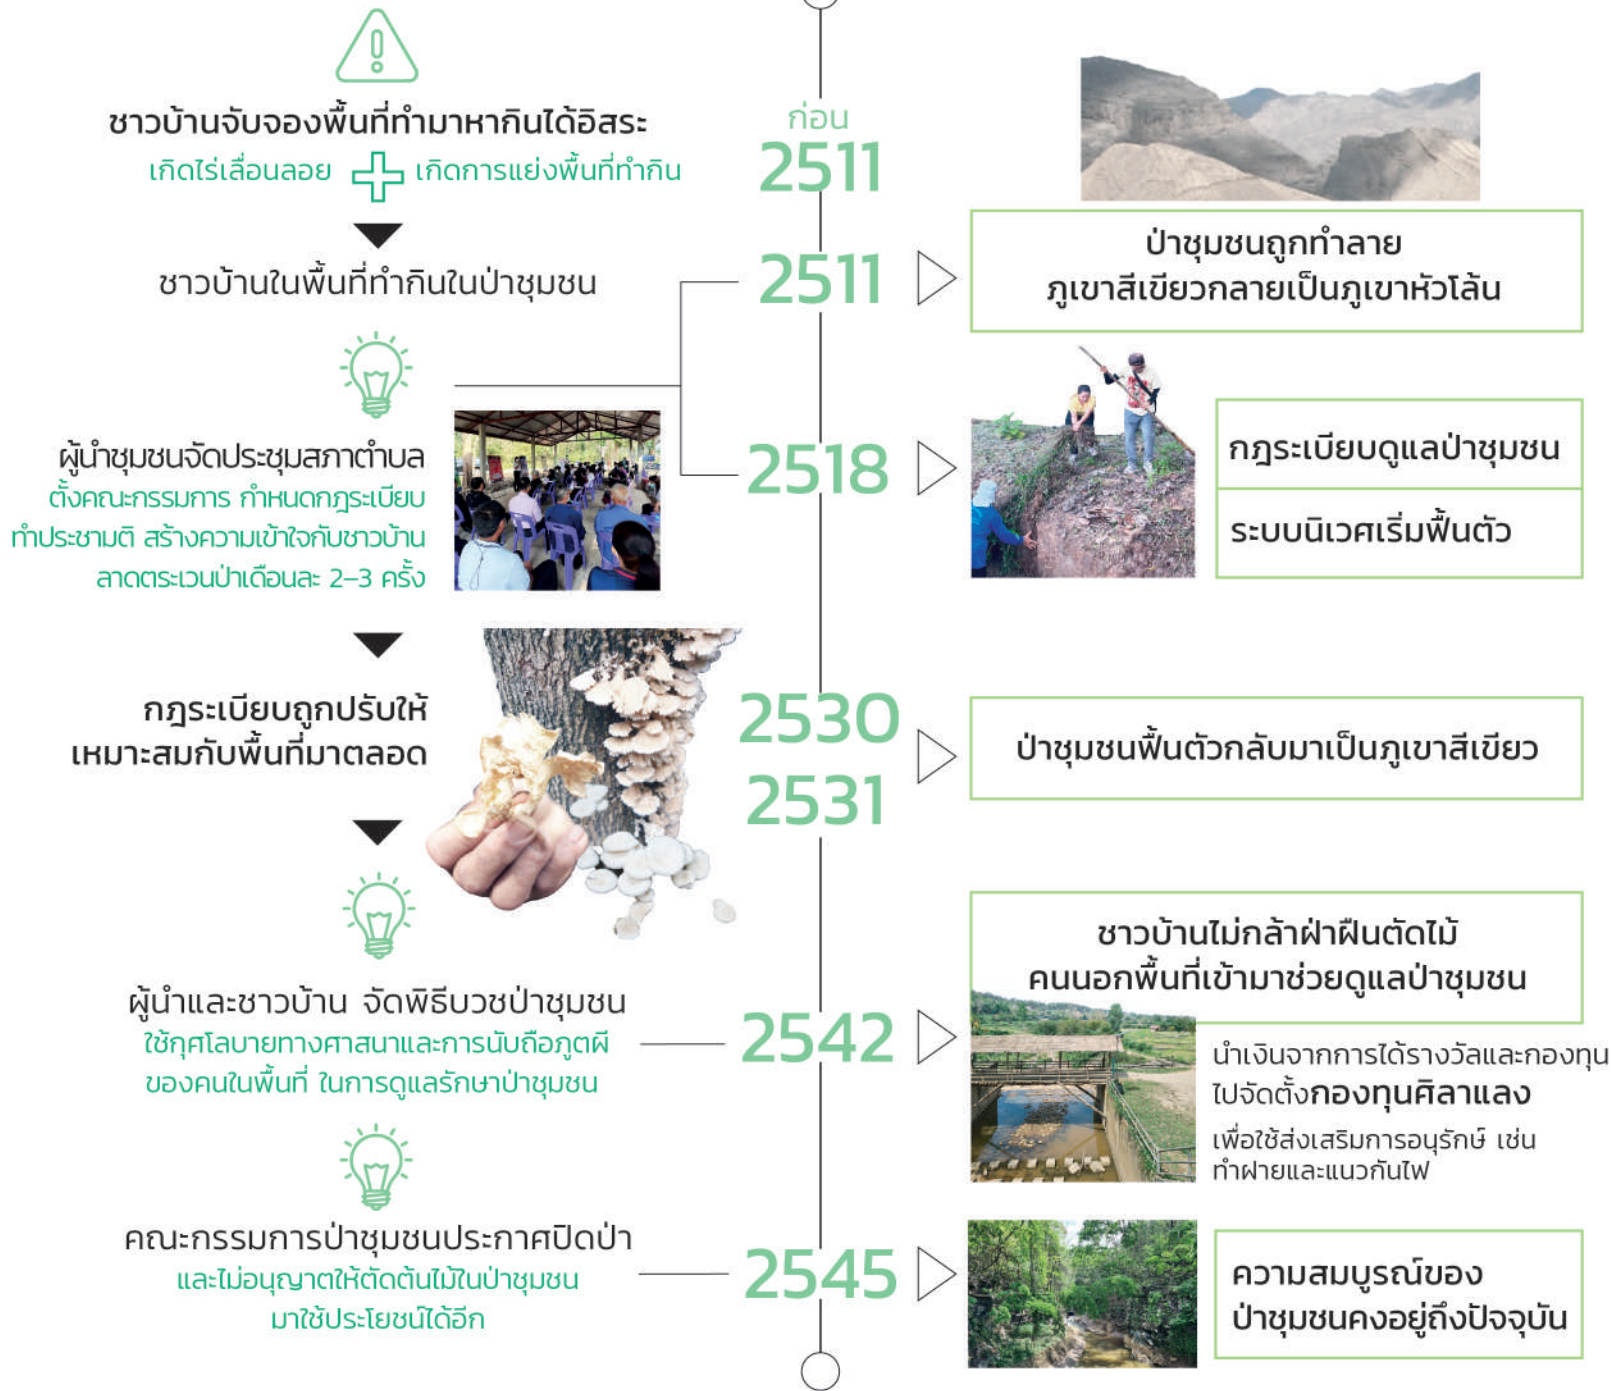 ชาวบ้านจับจองพื้นที่ทำมาหากินได้อิสระ
เกิดไร่เลื่อนลอย
เกิดการแย่งพื้นที่ทำกิน
ก่อน
2511
ชาวบ้านในพื้นที่ทำกินในป่าชุมชน
2511
ป่าชุมชนถูกทำลาย
ภูเขาสีเขียวกลายเป็นภูเขาหัวโล้น
ผู้นำชุมชนจัดประชุมสภาตำบล
ตั้งคณะกรรมการ กำหนดกฎระเบียบ
ทำประชามติ สร้างความเข้าใจกับชาวบ้าน
ลาดตระเวนป่าเดือนละ 2–3 ครั้ง
2518
กฎระเบียบดูแลป่าชุมชน
ระบบนิเวศเริ่มฟื้นตัว
กฎระเบียบถูกปรับให้
เหมาะสมกับพื้นที่มาตลอด
2530
2531
ป่าชุมชนฟื้นตัวกลับมาเป็นภูเขาสีเขียว
ผู้นำและชาวบ้าน จัดพิธีบวชป่าชุมชน
ใช้กุศโลบายทางศาสนาและการนับถือภูตผี
ของคนในพื้นที่ ในการดูแลรักษาป่าชุมชน
2542
ชาวบ้านไม่กล้าฝ่าฝืนตัดไม้
คนนอกพื้นที่เข้ามาช่วยดูแลป่าชุมชน
นำเงินจากการได้รางวัลและกองทุน
ไปจัดตั้งกองทุนศิลาแลง
เพื่อใช้ส่งเสริมการอนุรักษ์ เช่น
ทำฝายและแนวกันไฟ
คณะกรรมการป่าชุมชนประกาศปิดป่า
และไม่อนุญาตให้ตัดต้นไม้ในป่าชุมชน
มาใช้ประโยชน์ได้อีก
2545
ความสมบูรณ์ของ
ป่าชุมชนคงอยู่ถึงปัจจุบัน